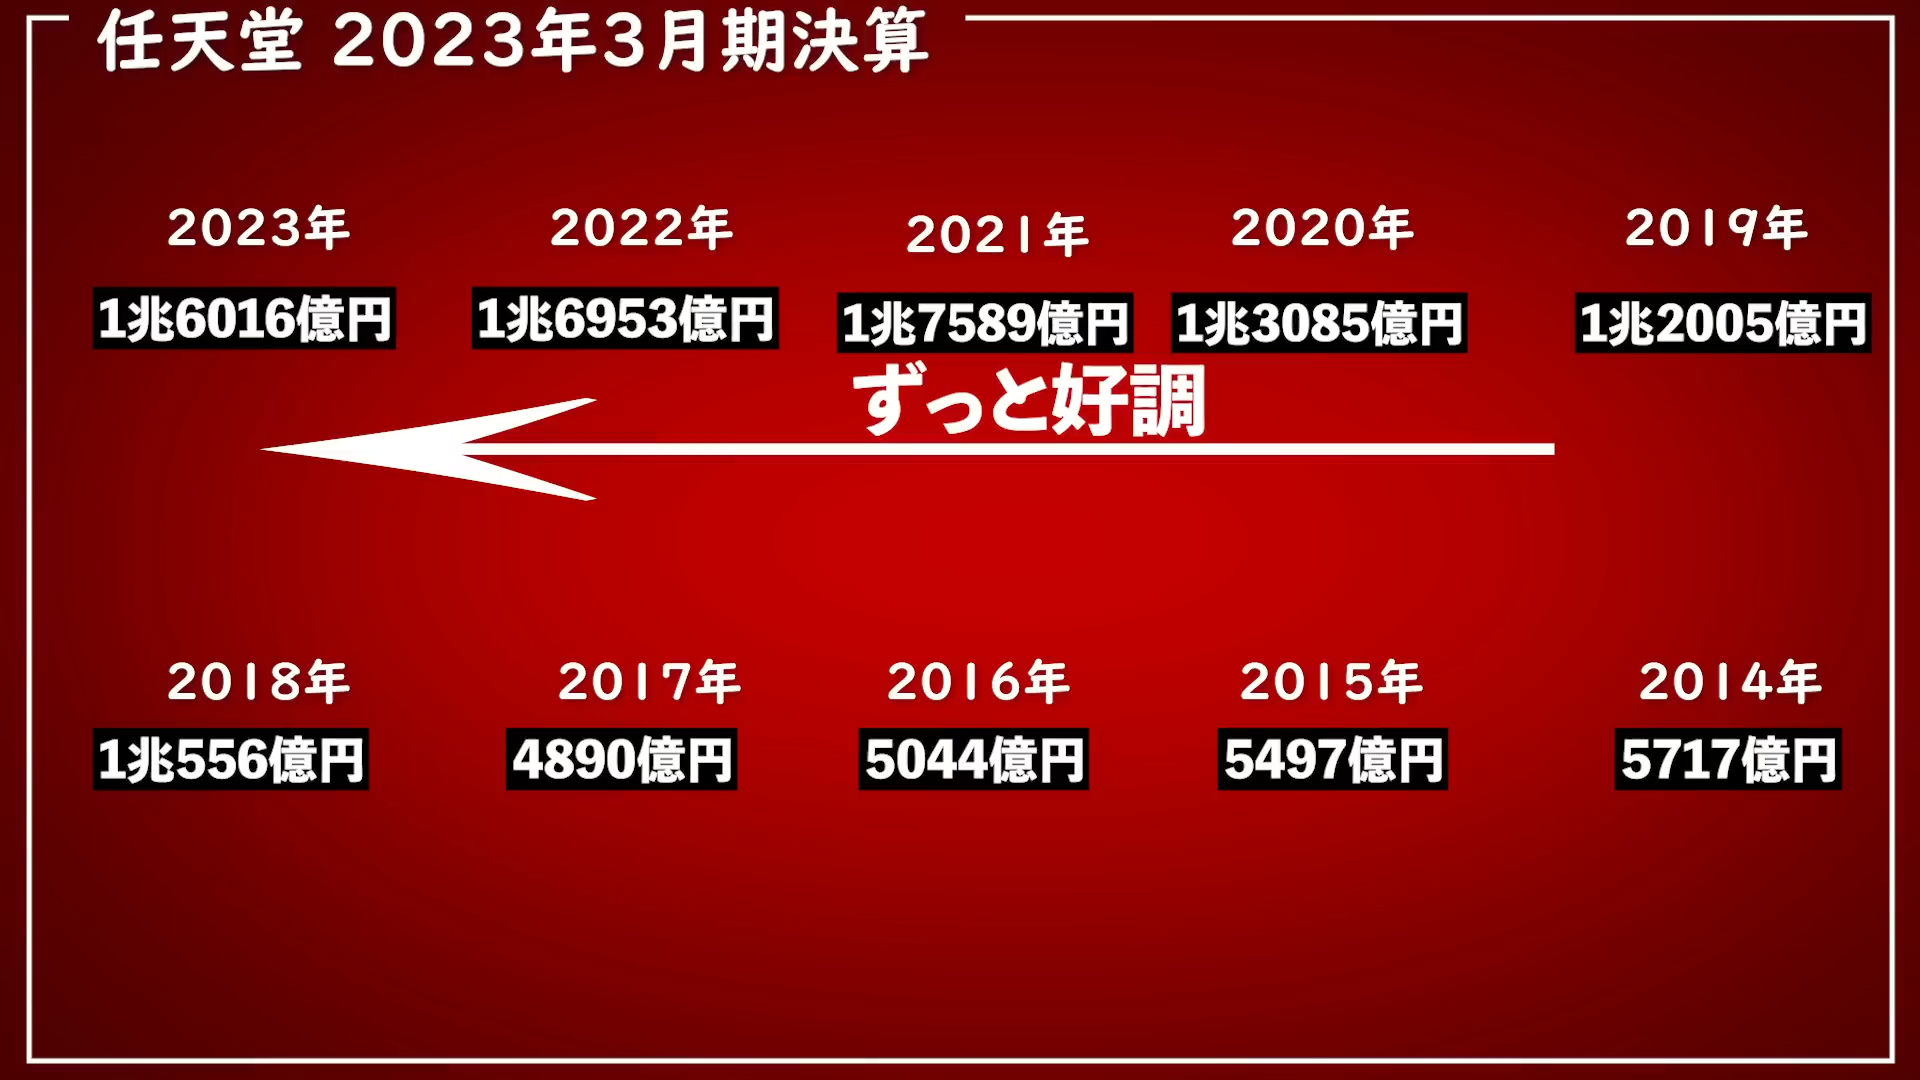 任天堂 2023年3月期決算
2023年 2022年 2021年 2020年 2019年
1兆6016億円 1兆6953億円 1兆7589億円 1兆3085億円 1兆2005億円
ずっと好調
2018年 2017年 2016年 2015年 2014年
1兆556億円 4890億円 5044億円 5497億円 5717億円